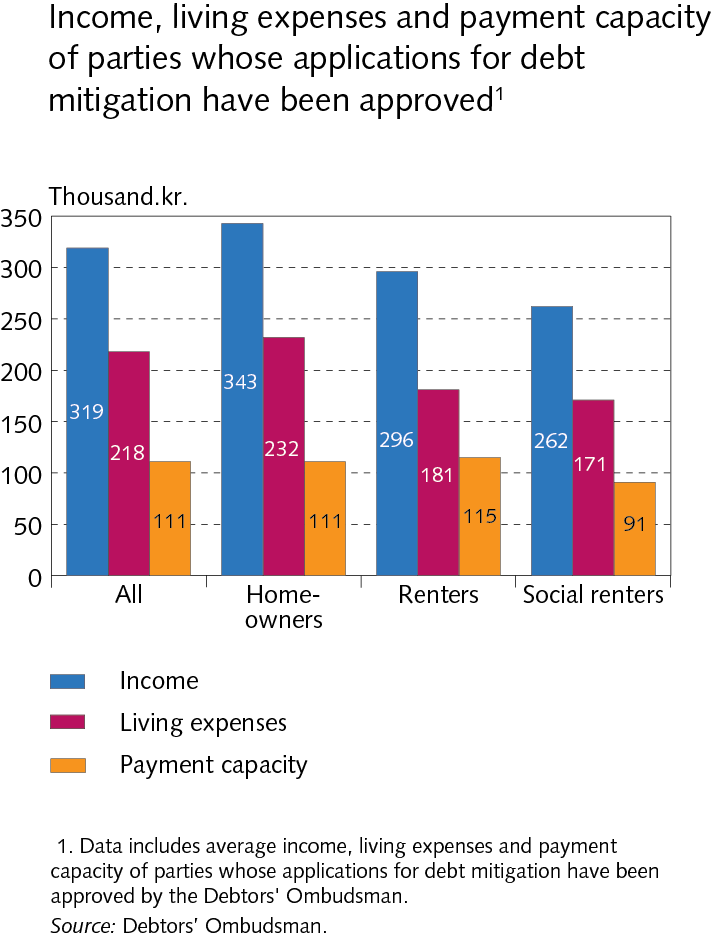 Income, living expenses and payment capacity
of parties whose applications for debt
mitigation have been approved¹
Thousand.kr.
350
300
250
200
150
100
50
0
319
218
111
343
232
111
296
181
115
262
171
91
All
Home-
owners
Renters
Social renters
Income
Living expenses
Payment capacity
1. Data includes average income, living expenses and payment
capacity of parties whose applications for debt mitigation have been
approved by the Debtors' Ombudsman.
Source: Debtors’ Ombudsman.